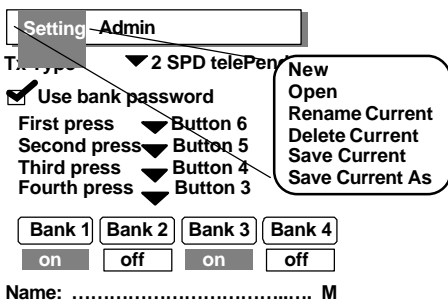 Setting Admin
Tx Type 2 SPD telePend
Use bank password
First press Button 6
Second press Button 5
Third press Button 4
Fourth press Button 3
Bank 1 Bank 2 Bank 3 Bank 4
on off on off
Name: …………………………...…. M
New
Open
Rename Current
Delete Current
Save Current
Save Current As